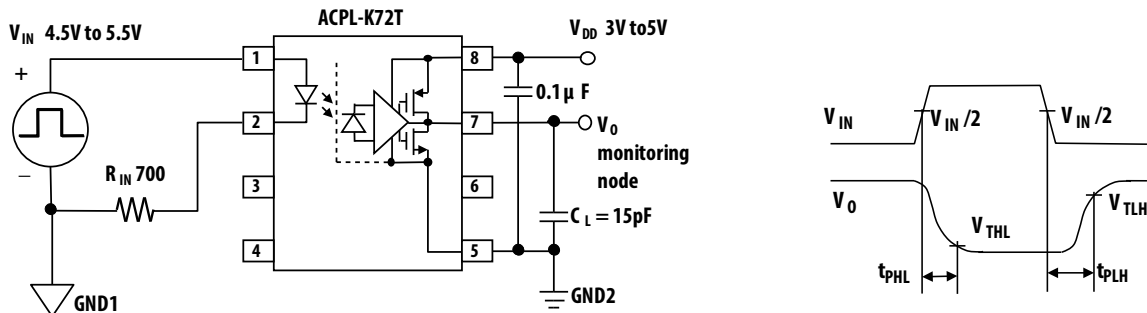 ACPL-K72T
V_IN 4.5V to 5.5V
V_DD 3V to5V
+
1
8
0.1µ F
2
7
V_O
monitoring
node
–
R_IN 700
3
6
C_L = 15pF
4
5
GND1
GND2
V_IN
V_IN /2
V_IN /2
V_O
V_THL
V_TLH
t_PHL
t_PLH